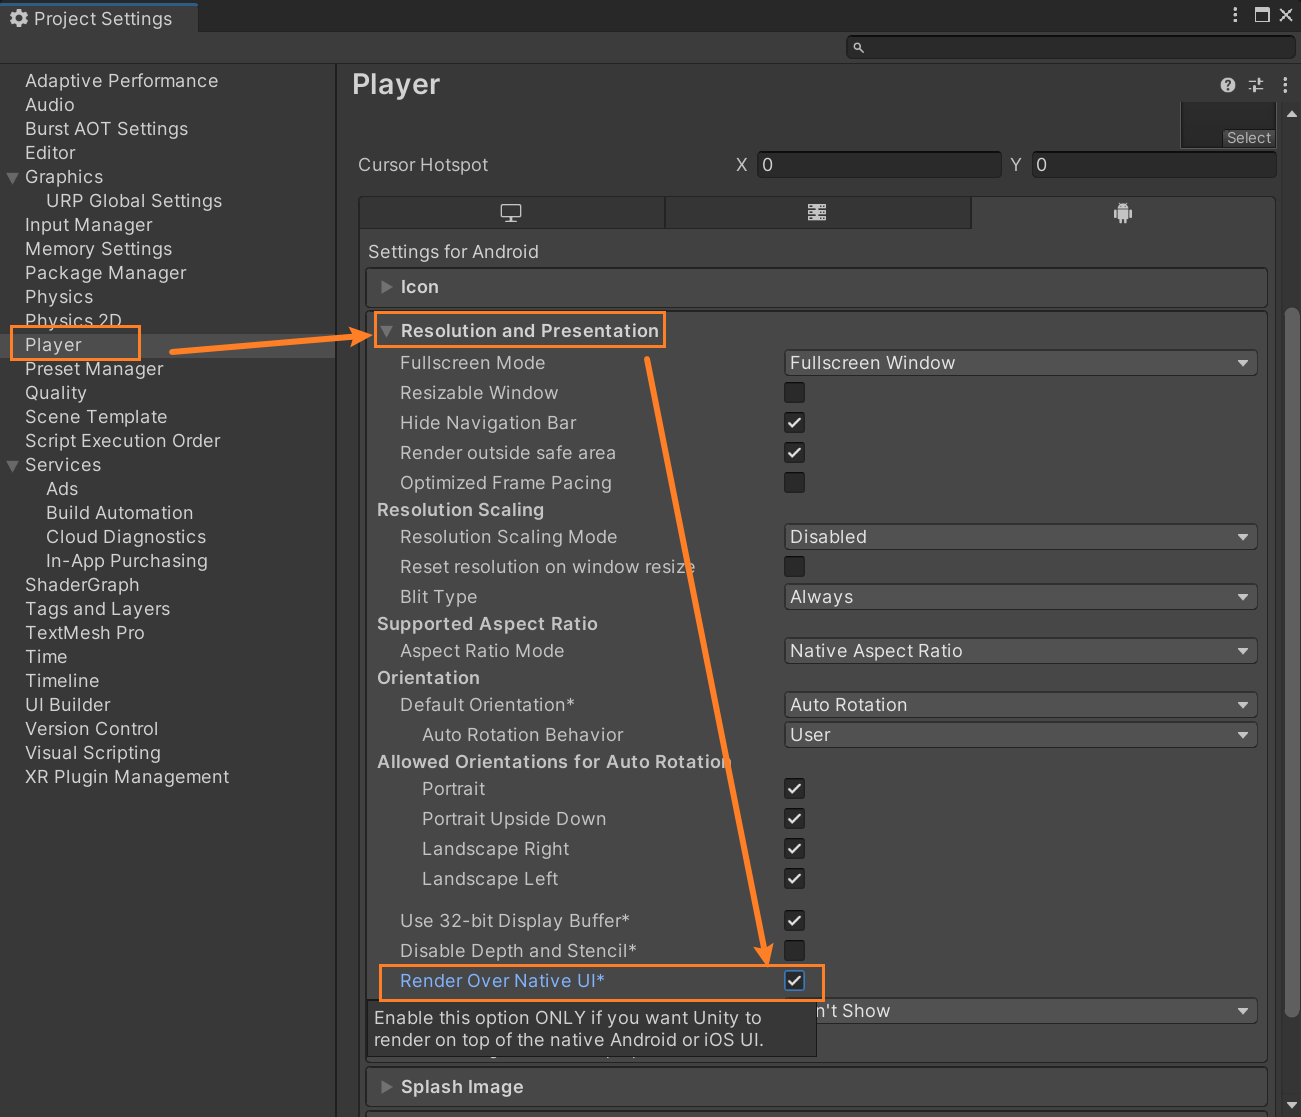 Project Settings
Adaptive Performance
Audio
Burst AOT Settings
Editor
Graphics
URP Global Settings
Input Manager
Memory Settings
Package Manager
Physics
Physics 2D
Player
Preset Manager
Quality
Scene Template
Script Execution Order
Services
Ads
Build Automation
Cloud Diagnostics
In-App Purchasing
ShaderGraph
Tags and Layers
TextMesh Pro
Time
Timeline
UI Builder
Version Control
Visual Scripting
XR Plugin Management
Player
Select
Cursor Hotspot X 0 Y 0
Settings for Android
Icon
Resolution and Presentation
Fullscreen Mode Fullscreen Window
Resizable Window
Hide Navigation Bar
Render outside safe area
Optimized Frame Pacing
Resolution Scaling
Resolution Scaling Mode Disabled
Reset resolution on window resize
Blit Type Always
Supported Aspect Ratio
Aspect Ratio Mode Native Aspect Ratio
Orientation
Default Orientation* Auto Rotation
Auto Rotation Behavior User
Allowed Orientations for Auto Rotation
Portrait
Portrait Upside Down
Landscape Right
Landscape Left
Use 32-bit Display Buffer*
Disable Depth and Stencil*
Render Over Native UI*
n't Show
Enable this option ONLY if you want Unity to
render on top of the native Android or iOS UI.
Splash Image